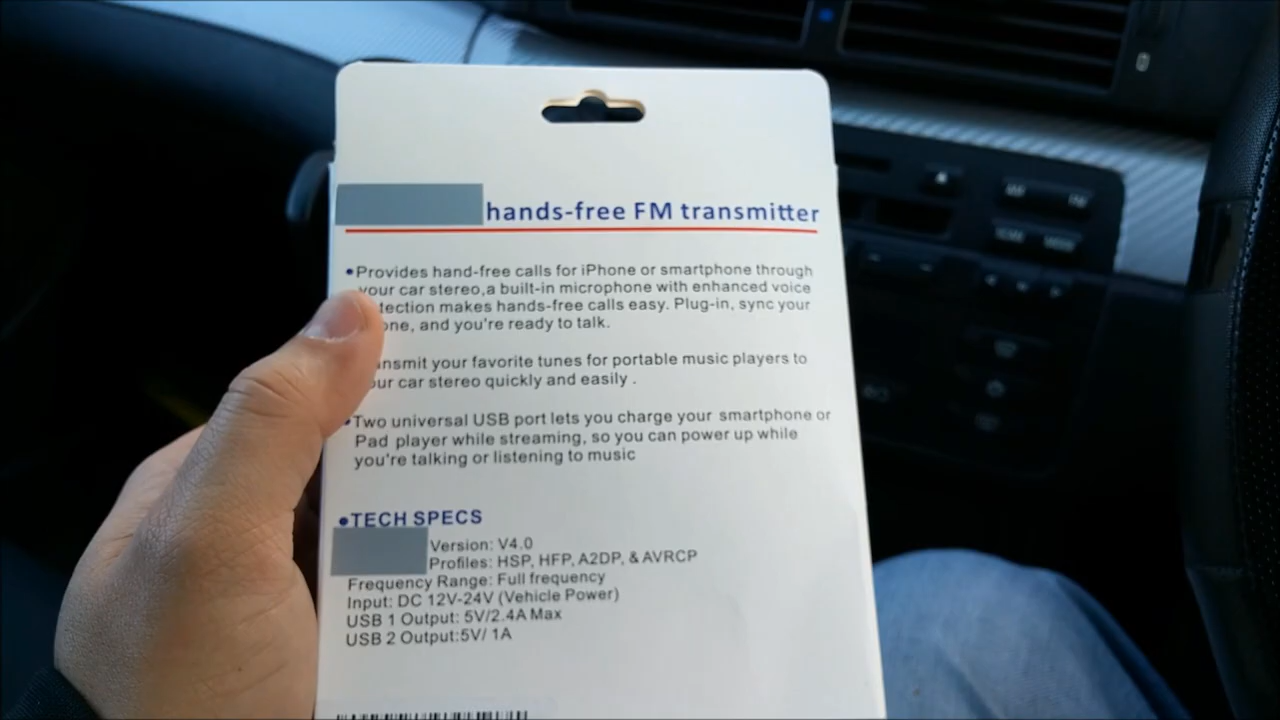 hands-free FM transmitter
•Provides hand-free calls for iPhone or smartphone through
your car stereo,a built-in microphone with enhanced voice
tection makes hands-free calls easy. Plug-in, sync your
one, and you're ready to talk.
ansmit your favorite tunes for portable music players to
our car stereo quickly and easily .
•Two universal USB port lets you charge your smartphone or
Pad player while streaming, so you can power up while
you're talking or listening to music
•TECH SPECS
Version: V4.0
Profiles: HSP, HFP, A2DP, & AVRCP
Frequency Range: Full frequency
Input: DC 12V-24V (Vehicle Power)
USB 1 Output: 5V/2.4A Max
USB 2 Output:5V/ 1A